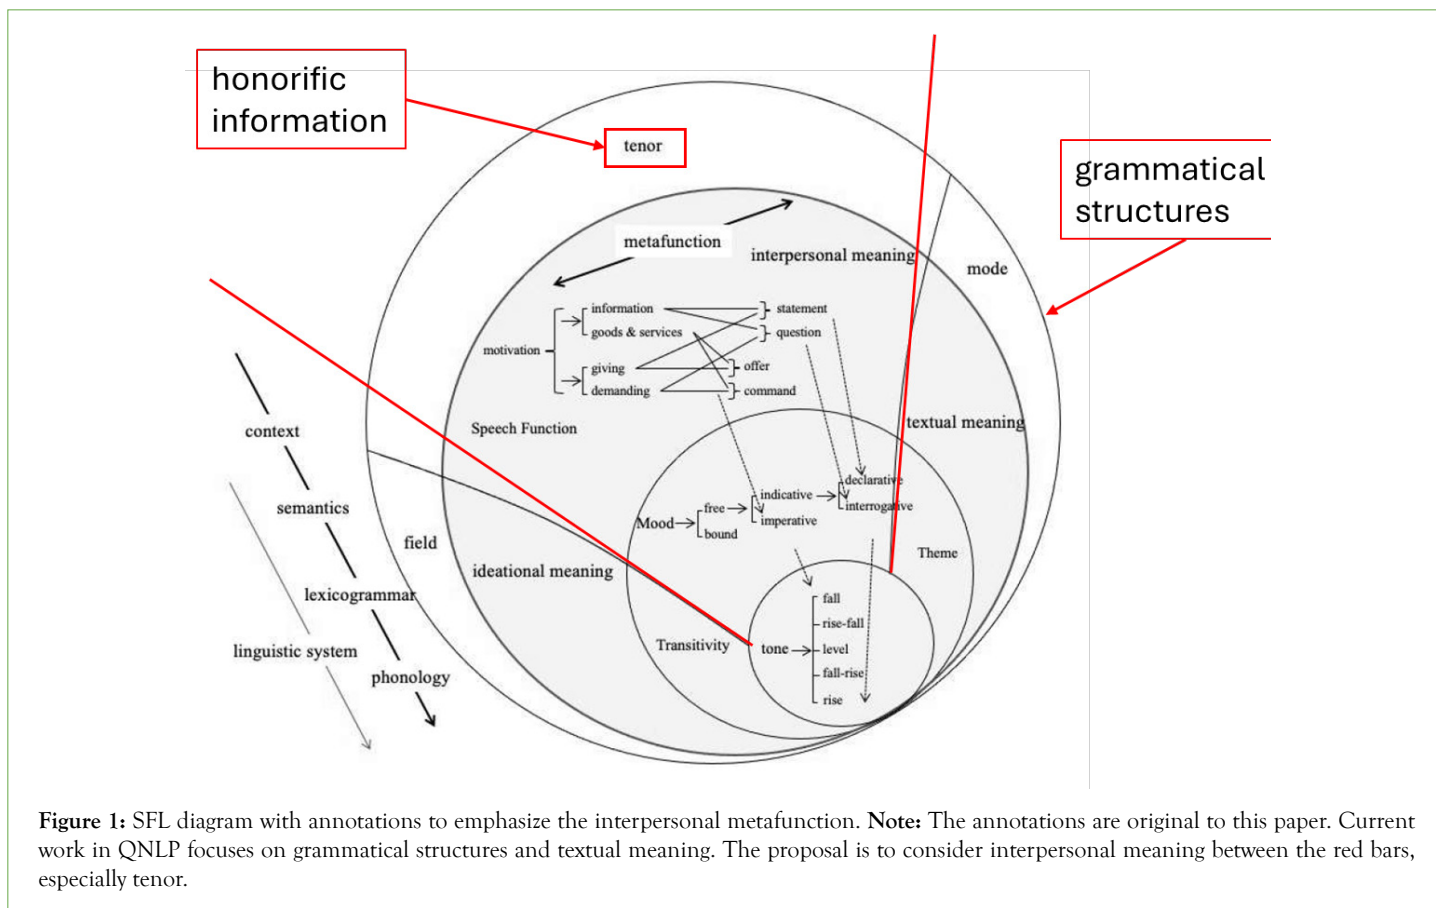 honorific
information
tenor
grammatical
structures
metafunction
interpersonal meaning
mode
information
statement
goods & services
question
motivation
giving
offer
demanding
command
context
Speech Function
textual meaning
declarative
indicative
semantics
free
interrogative
Mood
imperative
bound
field
Theme
ideational meaning
lexicogrammar
fall
rise-fall
linguistic system
Transitivity
tone
level
phonology
fall-rise
rise
Figure 1: SFL diagram with annotations to emphasize the interpersonal metafunction. Note: The annotations are original to this paper. Current
work in QNLP focuses on grammatical structures and textual meaning. The proposal is to consider interpersonal meaning between the red bars,
especially tenor.